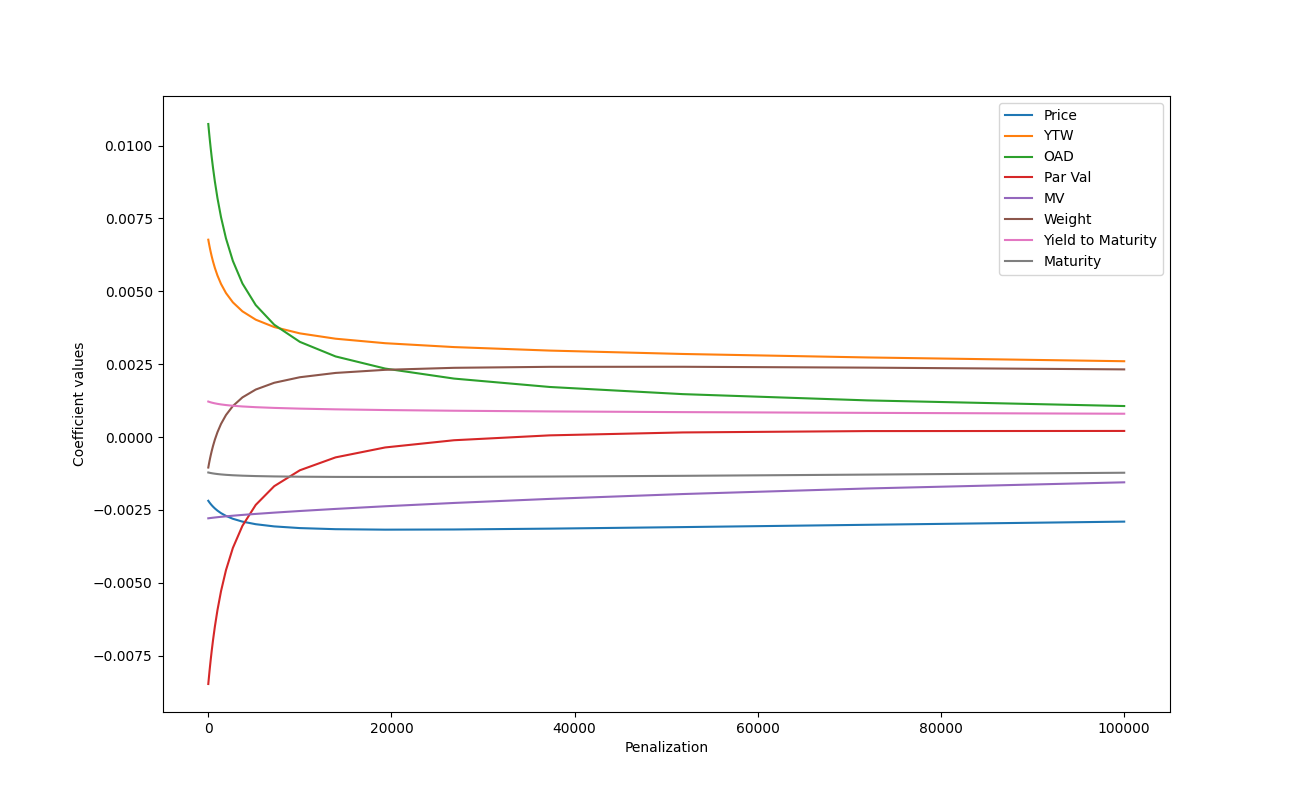 Price
YTW
OAD
Par Val
MV
Weight
Yield to Maturity
Maturity
Coefficient values
0.0100
0.0075
0.0050
0.0025
0.0000
−0.0025
−0.0050
−0.0075
0 20000 40000 60000 80000 100000
Penalization